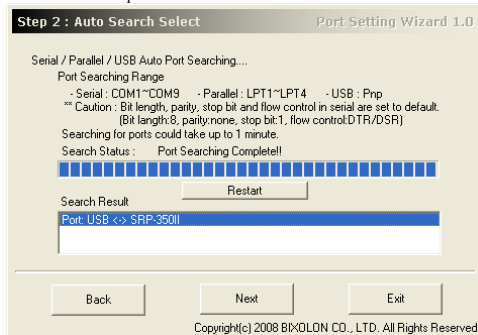 Step 2 : Auto Search Select Port Setting Wizard 1.0
Serial / Parallel / USB Auto Port Searching....
Port Searching Range
- Serial : COM1~COM9 - Parallel : LPT1~LPT4 - USB : Pnp
** Caution : Bit length, parity, stop bit and flow control in serial are set to default.
(Bit length:8, parity:none, stop bit:1, flow control:DTR/DSR)
Searching for ports could take up to 1 minute.
Search Status : Port Searching Complete!!
Restart
Search Result
Port: USB <-> SRP-350II
Back Next Exit
Copyright(c) 2008 BIXOLON CO., LTD. All Rights Reserved